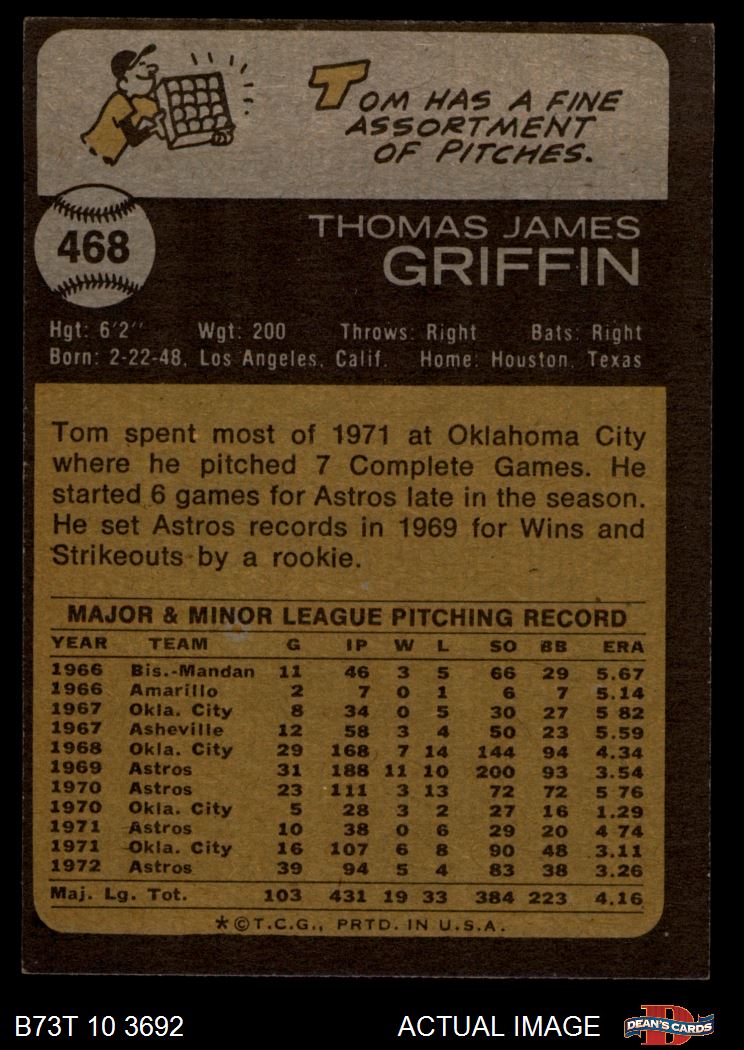 TOM HAS A FINE
ASSORTMENT
OF PITCHES.
468
THOMAS JAMES
GRIFFIN
Hgt: 6'2" Wgt: 200 Throws: Right Bats: Right
Born: 2-22-48, Los Angeles, Calif. Home: Houston, Texas
Tom spent most of 1971 at Oklahoma City
where he pitched 7 Complete Games. He
started 6 games for Astros late in the season.
He set Astros records in 1969 for Wins and
Strikeouts by a rookie.
MAJOR & MINOR LEAGUE PITCHING RECORD
YEAR TEAM G IP W L SO BB ERA
1966 Bis.-Mandan 11 46 3 5 66 29 5.67
1966 Amarillo 2 7 0 1 6 7 5.14
1967 Okla. City 8 34 0 5 30 27 5 82
1967 Asheville 12 58 3 4 50 23 5.59
1968 Okla. City 29 168 7 14 144 94 4.34
1969 Astros 31 188 11 10 200 93 3.54
1970 Astros 23 111 3 13 72 72 5 76
1970 Okla. City 5 28 3 2 27 16 1.29
1971 Astros 10 38 0 6 29 20 4 74
1971 Okla. City 16 107 6 8 90 48 3.11
1972 Astros 39 94 5 4 83 38 3.26
Maj. Lg. Tot. 103 431 19 33 384 223 4.16
*©T.C.G., PRTD. IN U.S.A.
B73T 10 3692 ACTUAL IMAGE DEAN'S CARDS